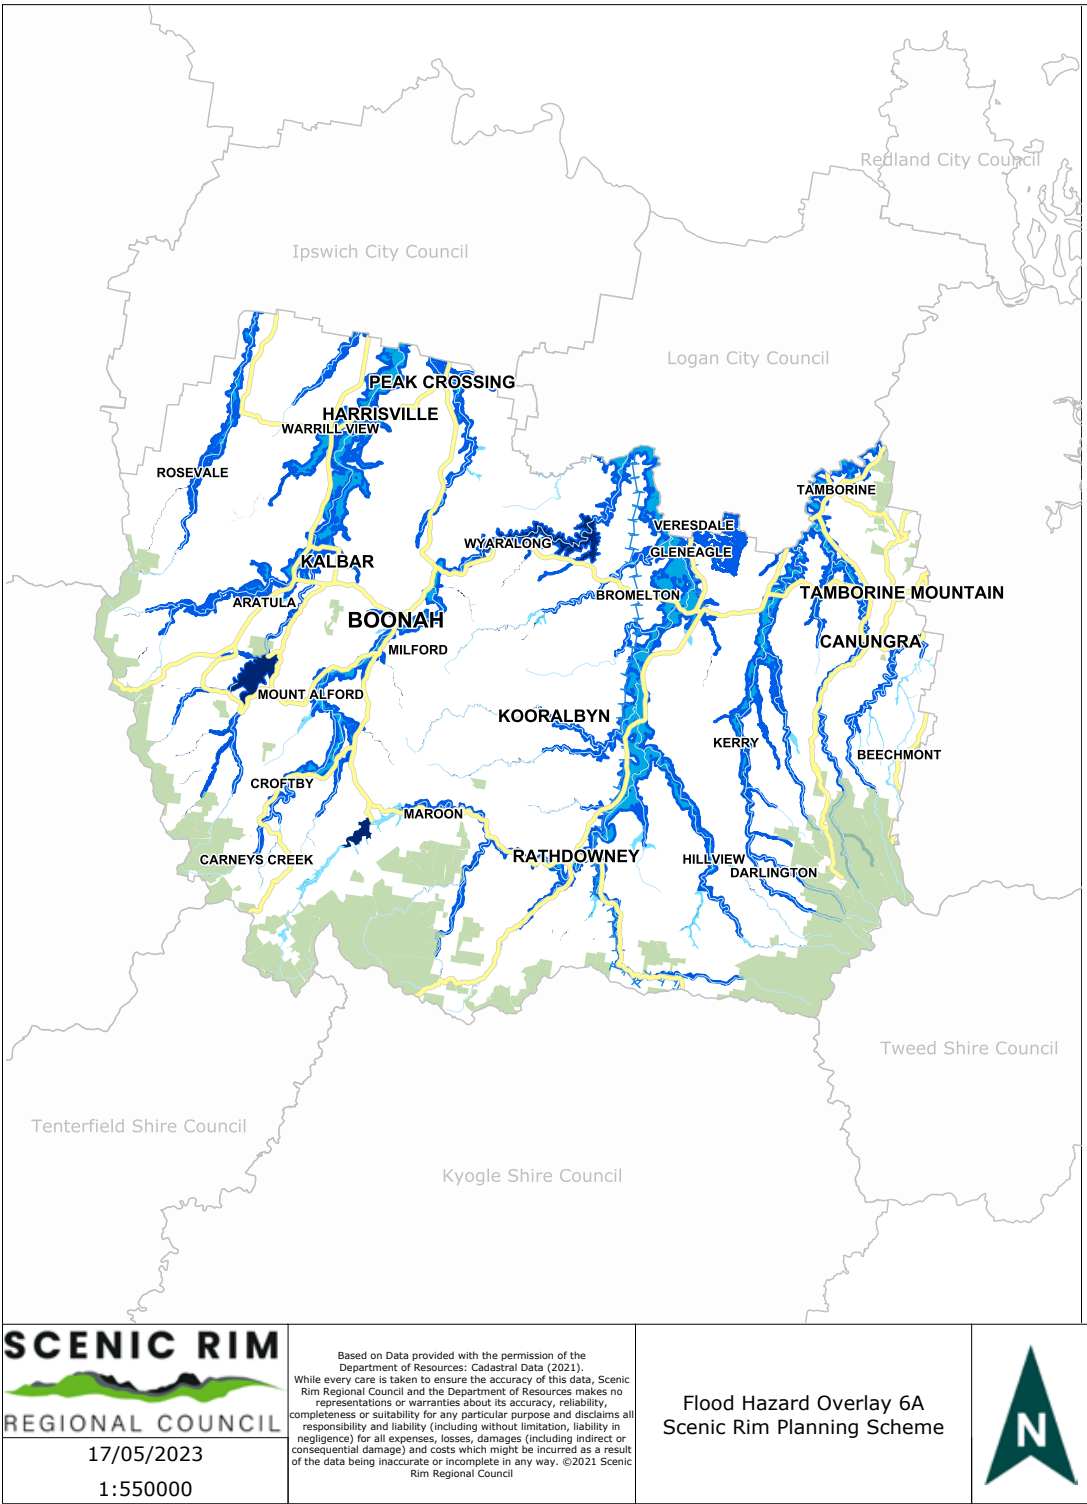 Redland City Council
Ipswich City Council
Logan City Council
PEAK CROSSING
HARRISVILLE
WARRILL VIEW
ROSEVALE
TAMBORINE
VERESDALE
WYARALONG
GLENEAGLE
KALBAR
BROMELTON
TAMBORINE MOUNTAIN
ARATULA
BOONAH
CANUNGRA
MILFORD
MOUNT ALFORD
KOORALBYN
KERRY
BEECHMONT
CROFTBY
MAROON
RATHDOWNEY
CARNEYS CREEK
HILLVIEW
DARLINGTON
Tweed Shire Council
Tenterfield Shire Council
Kyogle Shire Council
SCENIC RIM
REGIONAL COUNCIL
17/05/2023
1:550000
Based on Data provided with the permission of the
Department of Resources: Cadastral Data (2021).
While every care is taken to ensure the accuracy of this data, Scenic
Rim Regional Council and the Department of Resources makes no
representations or warranties about its accuracy, reliability,
completeness or suitability for any particular purpose and disclaims all
responsibility and liability (including without limitation, liability in
negligence) for all expenses, losses, damages (including indirect or
consequential damage) and costs which might be incurred as a result
of the data being inaccurate or incomplete in any way. ©2021 Scenic
Rim Regional Council
Flood Hazard Overlay 6A
Scenic Rim Planning Scheme
N